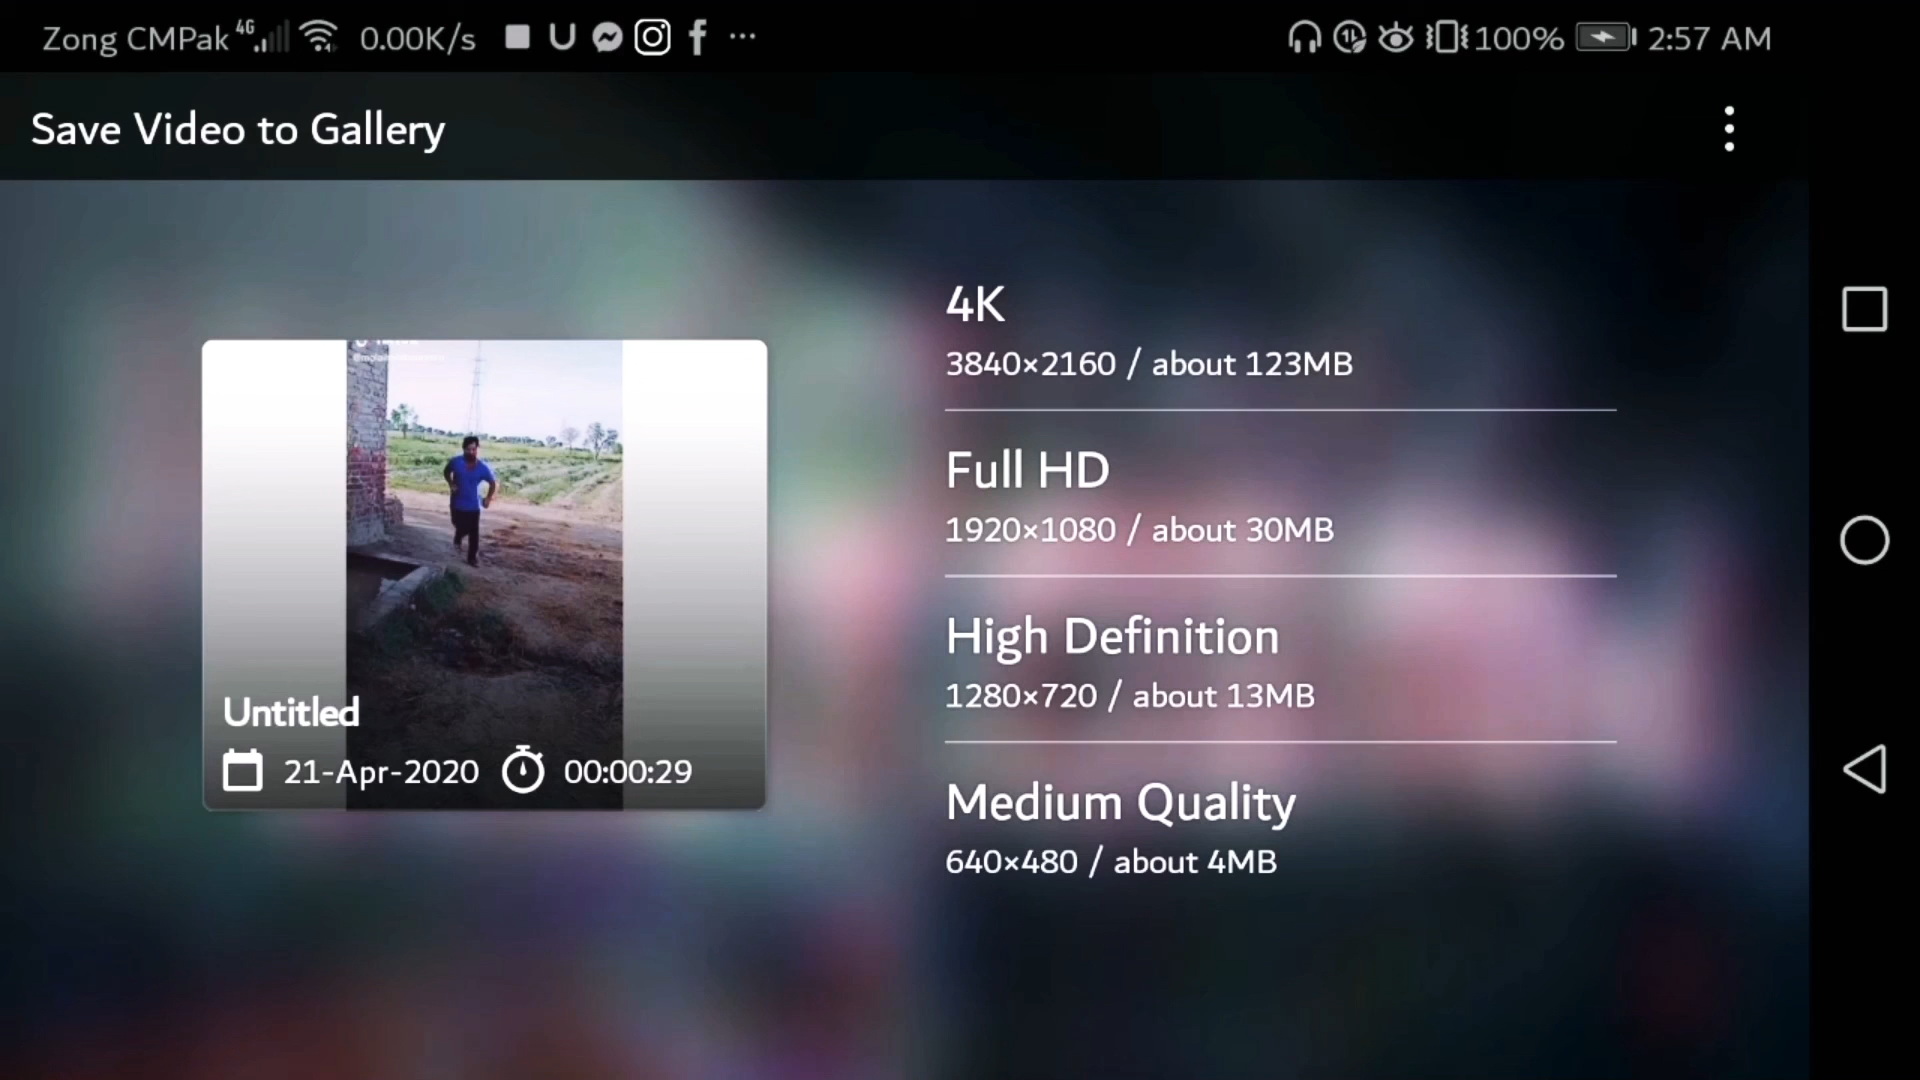 Zong CMPak 4G 0.00K/s U f ... 100% 2:57 AM
Save Video to Gallery
4K
3840×2160 / about 123MB
Full HD
1920×1080 / about 30MB
High Definition
1280×720 / about 13MB
Medium Quality
640×480 / about 4MB
Untitled
21-Apr-2020 00:00:29